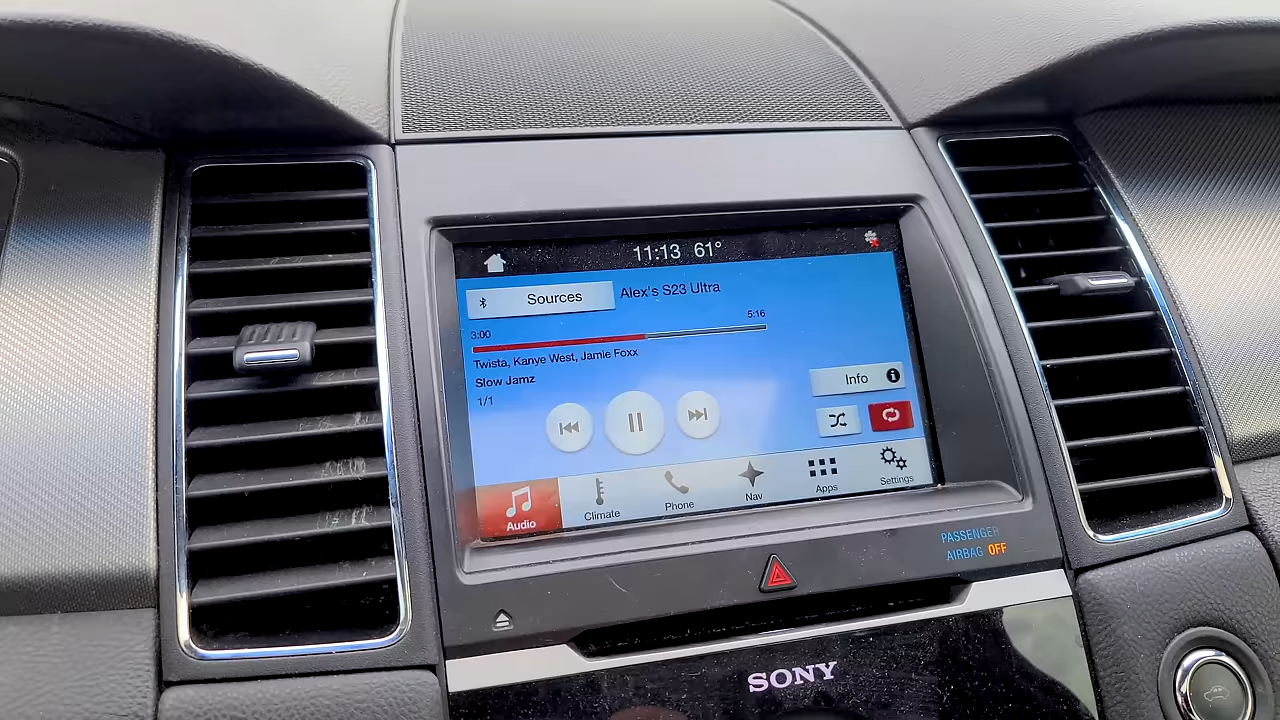 11:13 61°
Sources Alex's S23 Ultra
3:00 5:16
Twista, Kanye West, Jamie Foxx
Slow Jamz
1/1
Info
Audio Climate Phone Nav Apps Settings
PASSENGER
AIRBAG OFF
SONY